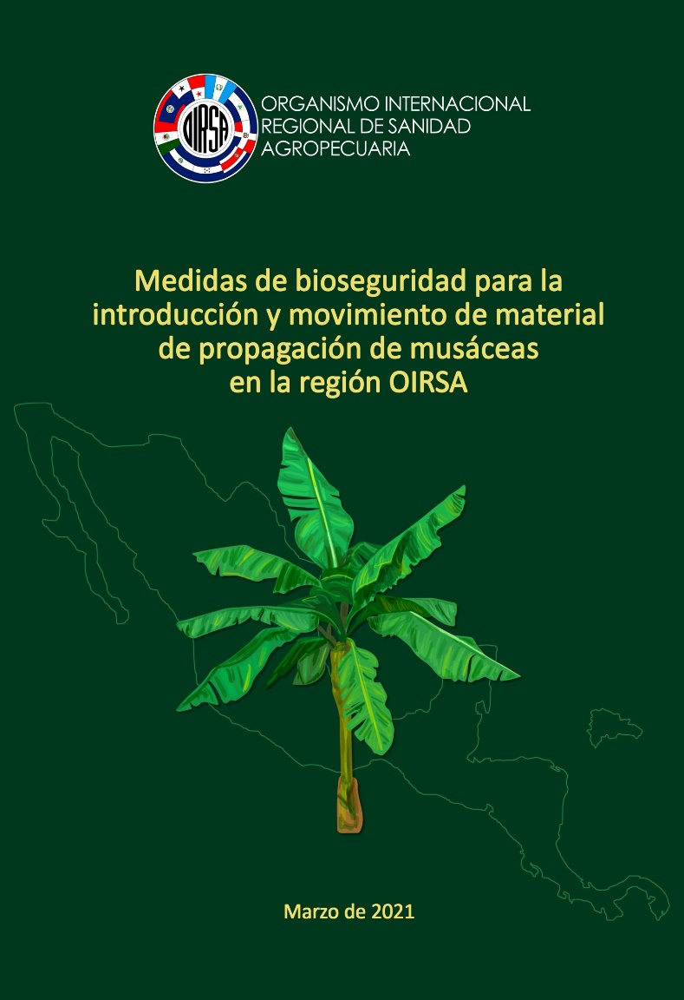 OIRSA
ORGANISMO INTERNACIONAL
REGIONAL DE SANIDAD
AGROPECUARIA
Medidas de bioseguridad para la
introducción y movimiento de material
de propagación de musáceas
en la región OIRSA
Marzo de 2021